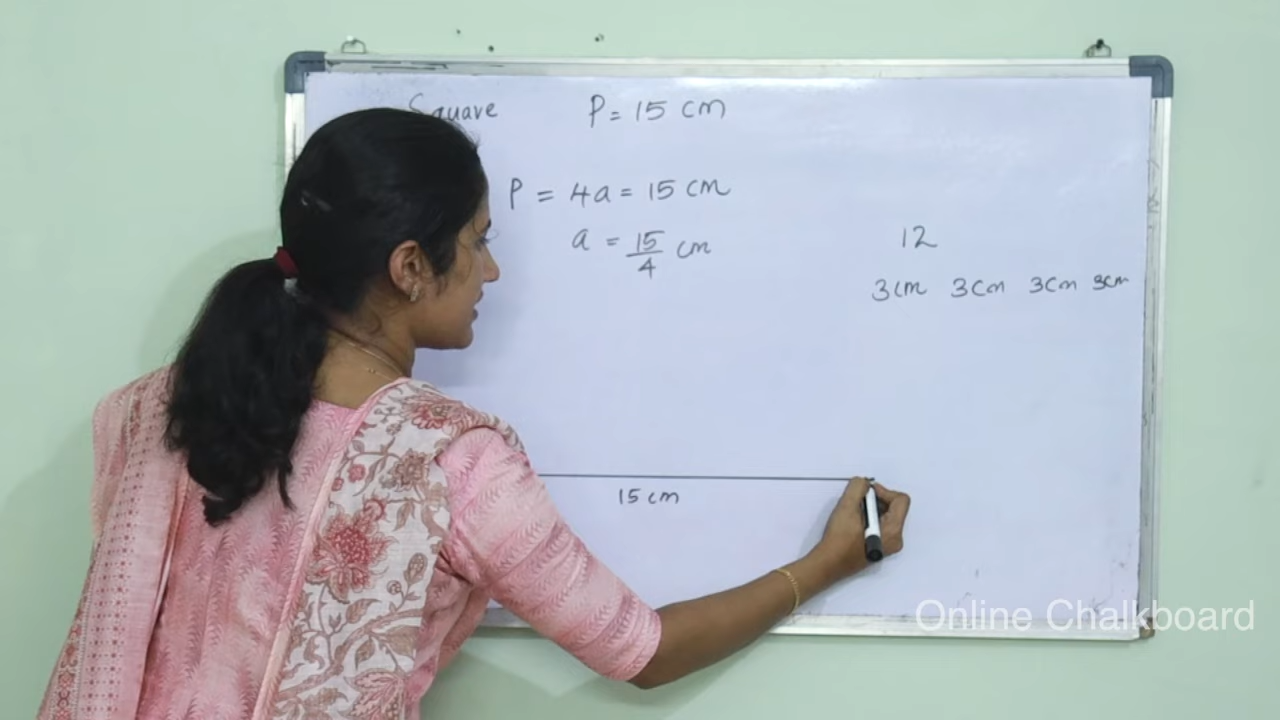 Square P = 15 cm
P = 4a = 15 cm
a = 15/4 cm
12
3cm 3cm 3cm 3cm
15 cm
Online Chalkboard